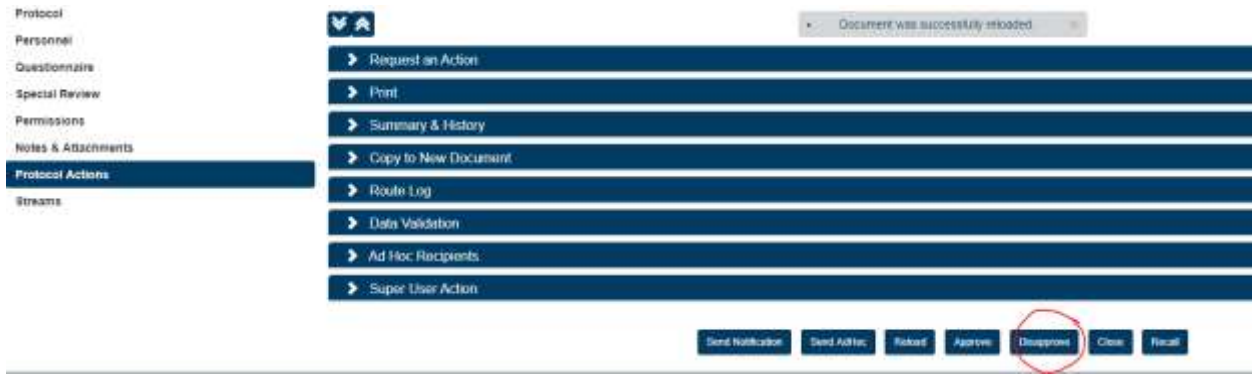 Protocol
Personnel
Questionnaire
Special Review
Permissions
Notes & Attachments
Protocol Actions
Streams
Document was successfully reloaded.
Request an Action
Print
Summary & History
Copy to New Document
Route Log
Data Validation
Ad Hoc Recipients
Super User Action
Send Notification Send AdHoc Reload Approve Disapprove Close Recall